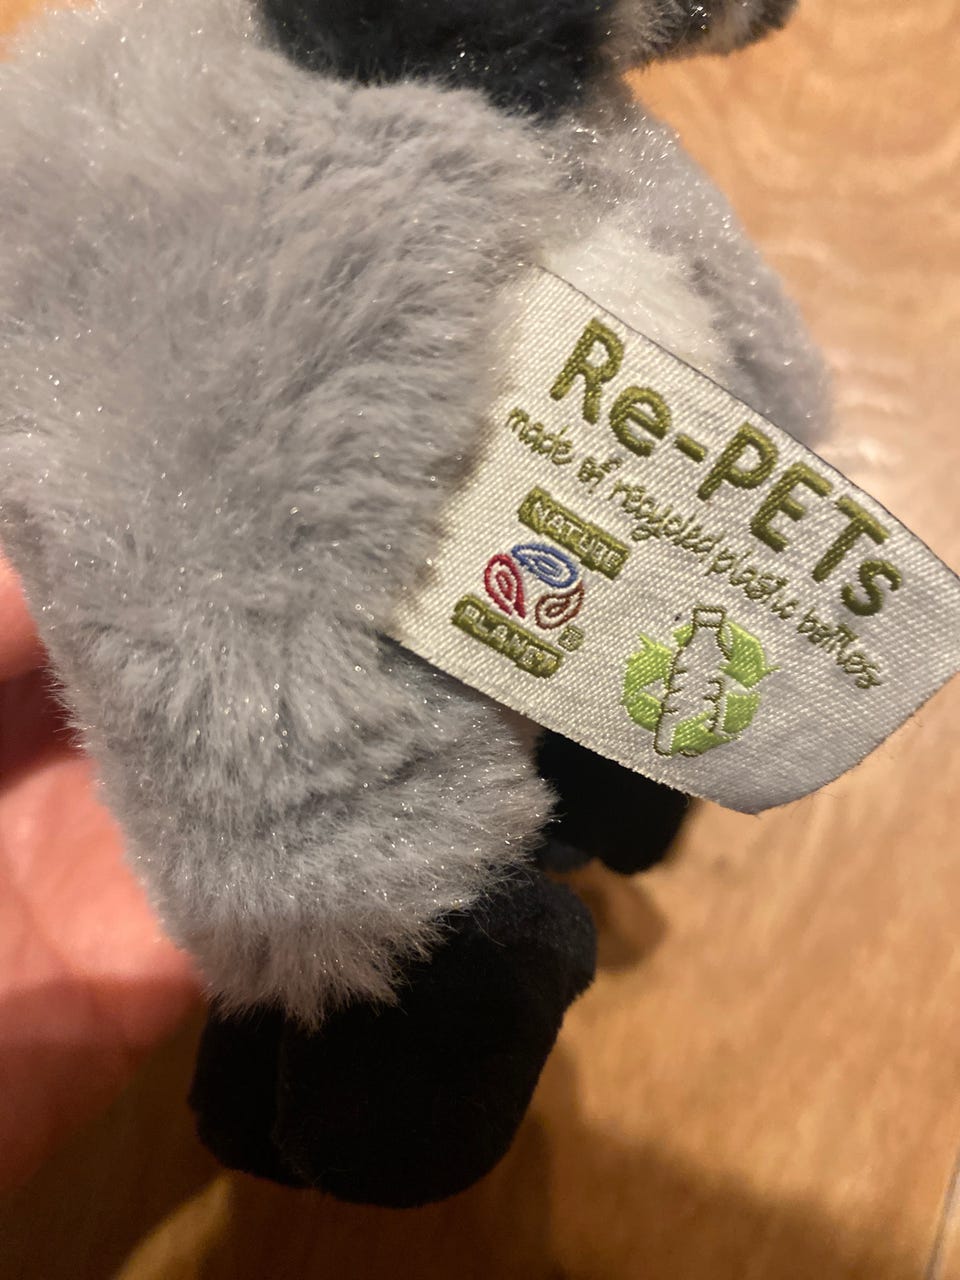 Re-PETs
made of recycled plastic bottles
NATURE
PLANET
®